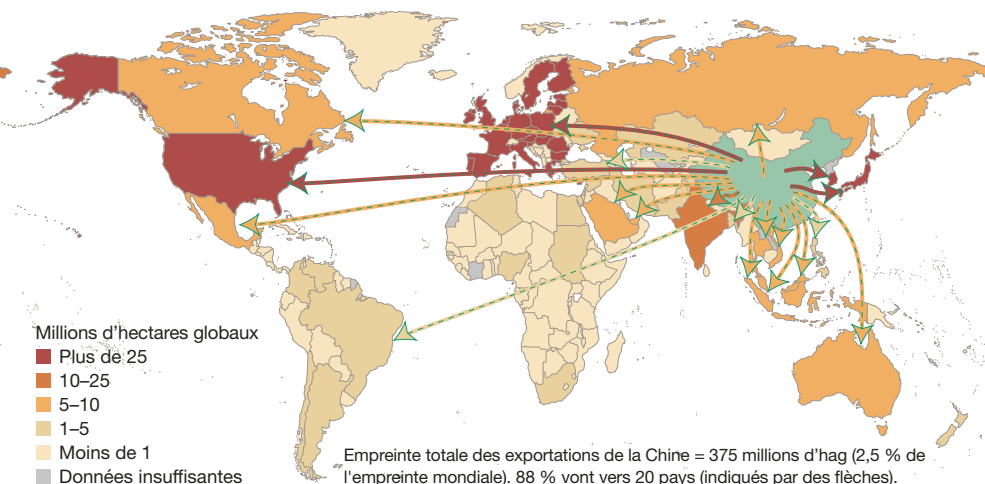 Millions d’hectares globaux
Plus de 25
10–25
5–10
1–5
Moins de 1
Données insuffisantes
Empreinte totale des exportations de la Chine = 375 millions d’hag (2,5 % de
l'empreinte mondiale). 88 % vont vers 20 pays (indiqués par des flèches).